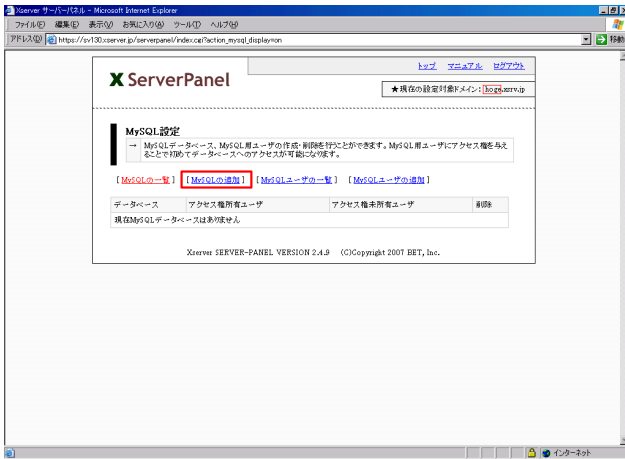 Xserver サーバーパネル - Microsoft Internet Explorer
ファイル(F) 編集(E) 表示(V) お気に入り(A) ツール(T) ヘルプ(H)
アドレス(D) https://sv130.xserver.jp/serverpanel/index.cgi?action_mysql_display=on 移動
トップ マニュアル ログアウト
X ServerPanel
★現在の設定対象ドメイン: hoge.xsrv.jp
MySQL設定
→ MySQLデータベース、MySQL用ユーザの作成・削除を行うことができます。MySQL用ユーザにアクセス権を与え
ることで初めてデータベースへのアクセスが可能になります。
[MySQLの一覧] [MySQLの追加] [MySQLユーザの一覧] [MySQLユーザの追加]
データベース アクセス権所有ユーザ アクセス権未所有ユーザ 削除
現在MySQLデータベースはありません
Xserver SERVER-PANEL VERSION 2.4.9 (C)Copyright 2007 BET, Inc.
インターネット